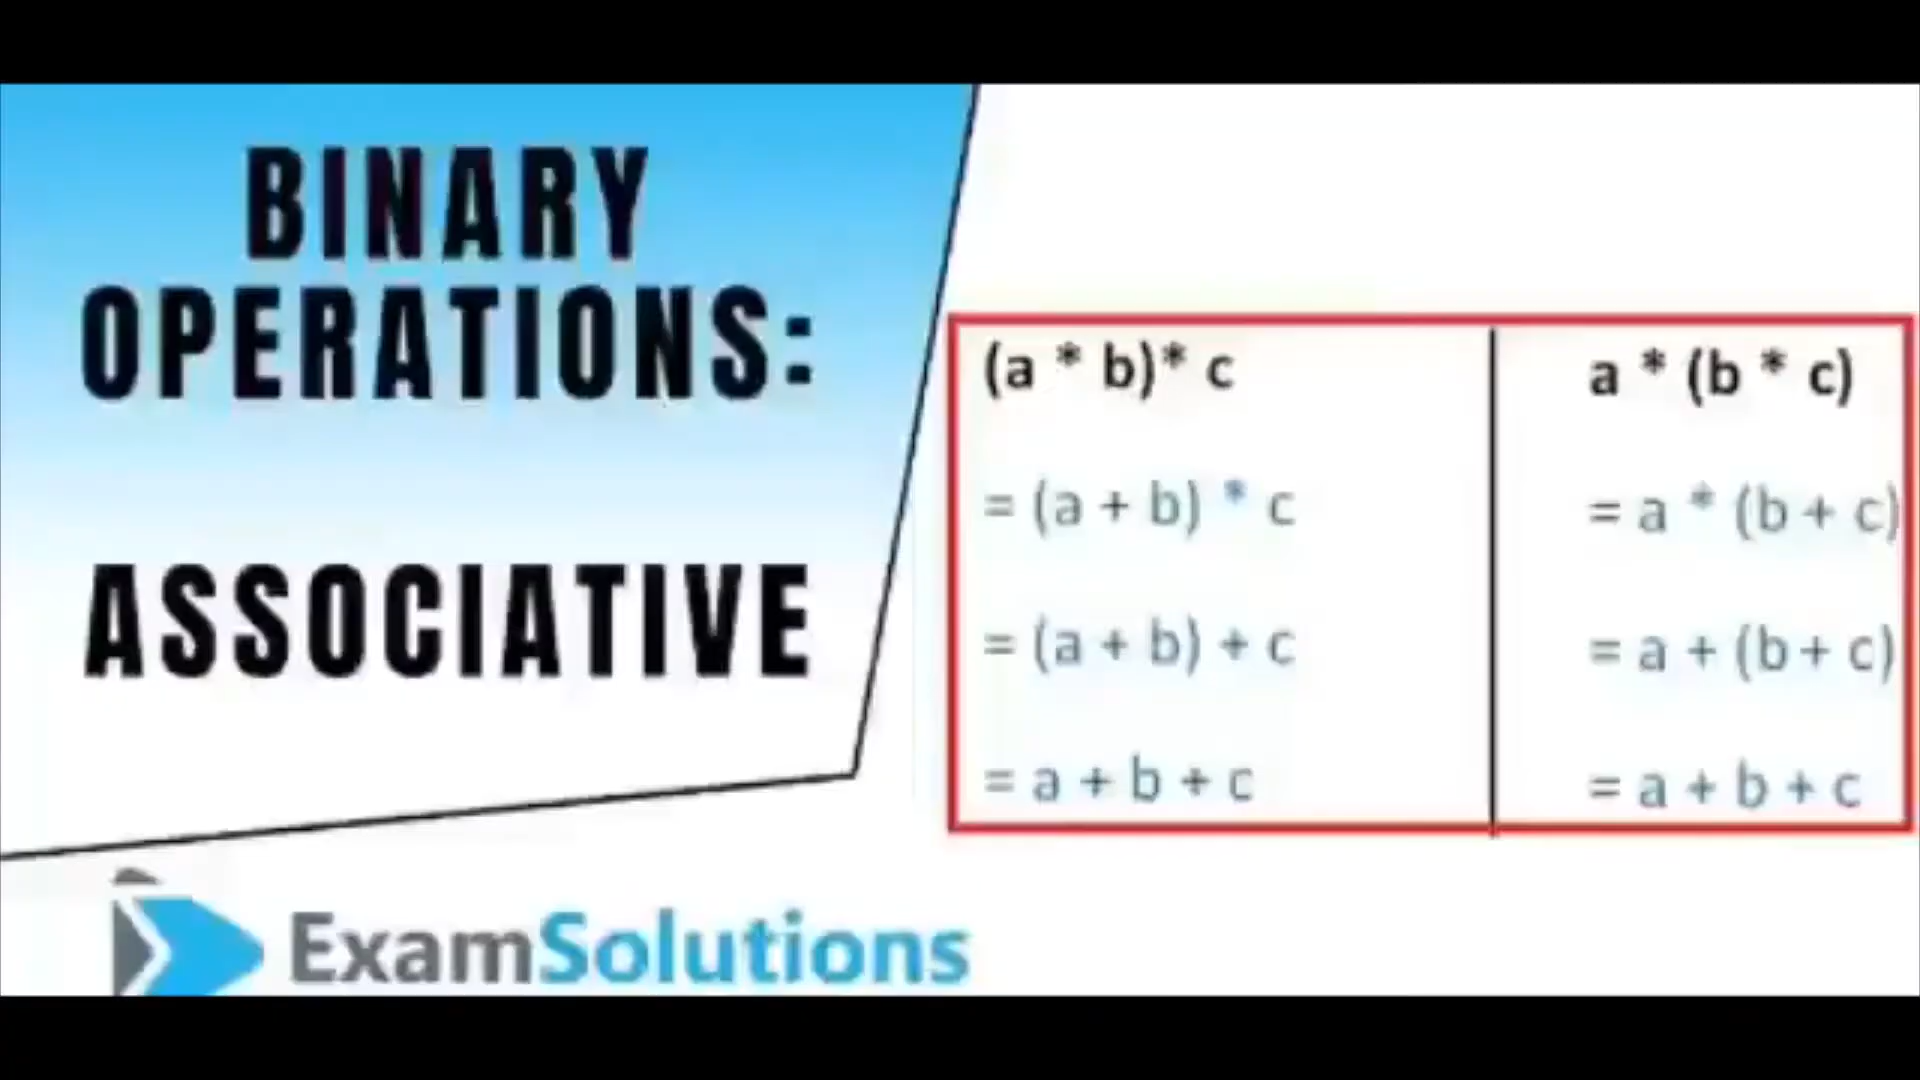 BINARY
OPERATIONS:
ASSOCIATIVE
(a * b)* c
= (a + b) * c
= (a + b) + c
= a + b + c
a * (b * c)
= a * (b + c)
= a + (b + c)
= a + b + c
ExamSolutions